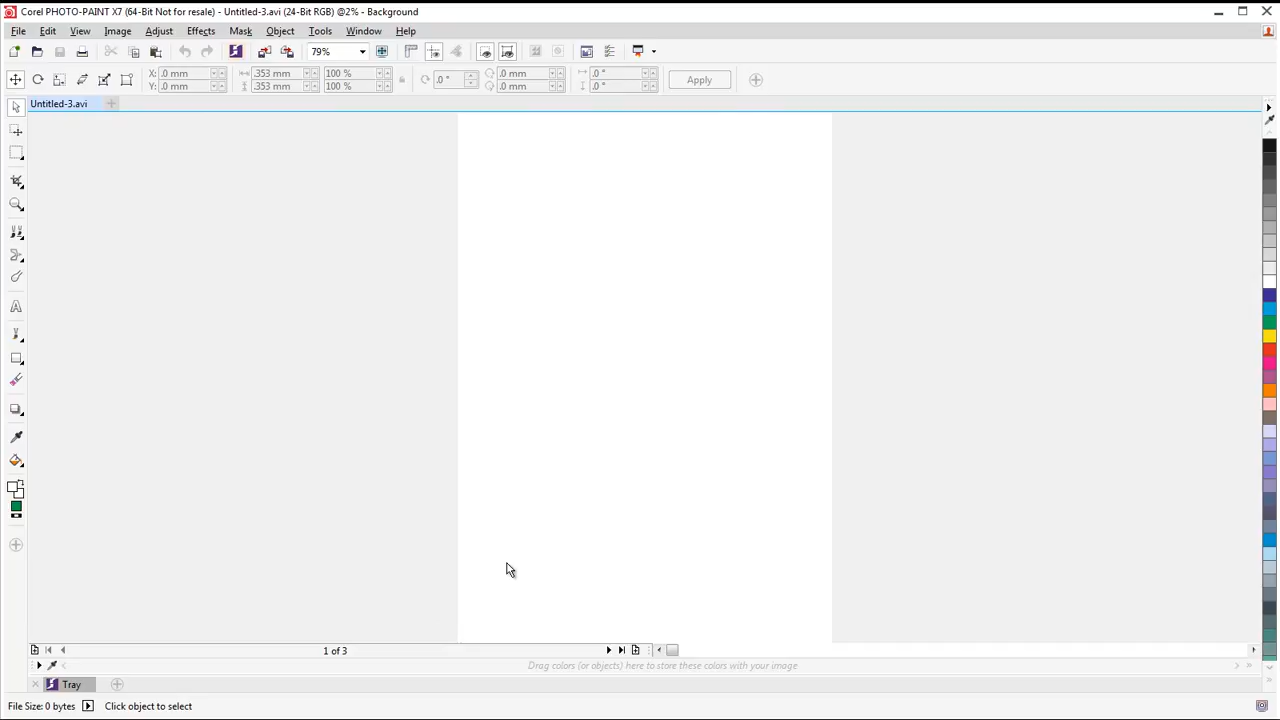 Corel PHOTO-PAINT X7 (64-Bit Not for resale) - Untitled-3.avi (24-Bit RGB) @2% - Background
File Edit View Image Adjust Effects Mask Object Tools Window Help
79%
X: .0 mm .353 mm 100 % .0 ° .0 mm .0 ° Apply
Y: .0 mm .353 mm 100 % .0 mm .0 °
Untitled-3.avi
1 of 3
Drag colors (or objects) here to store these colors with your image
Tray
File Size: 0 bytes Click object to select